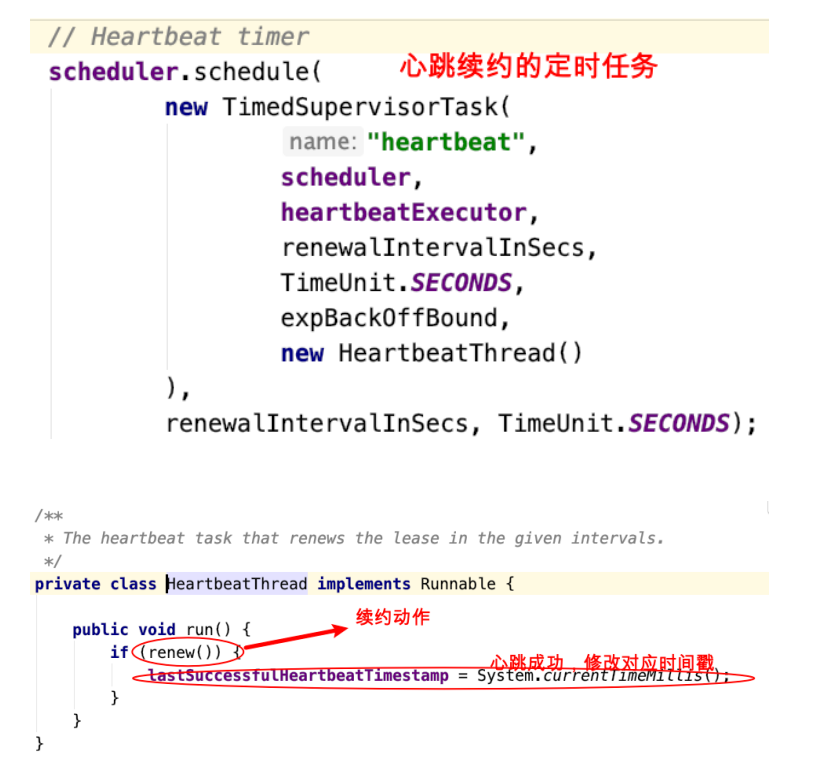 // Heartbeat timer
scheduler.schedule( 心跳续约的定时任务
new TimedSupervisorTask(
name: "heartbeat",
scheduler,
heartbeatExecutor,
renewalIntervalInSecs,
TimeUnit.SECONDS,
expBackOffBound,
new HeartbeatThread()
),
renewalIntervalInSecs, TimeUnit.SECONDS);
/**
* The heartbeat task that renews the lease in the given intervals.
*/
private class HeartbeatThread implements Runnable {
public void run() { 续约动作
if (renew()) {
心跳成功,修改对应时间戳
lastSuccessfulHeartbeatTimestamp = System.currentTimeMillis();
}
}
}